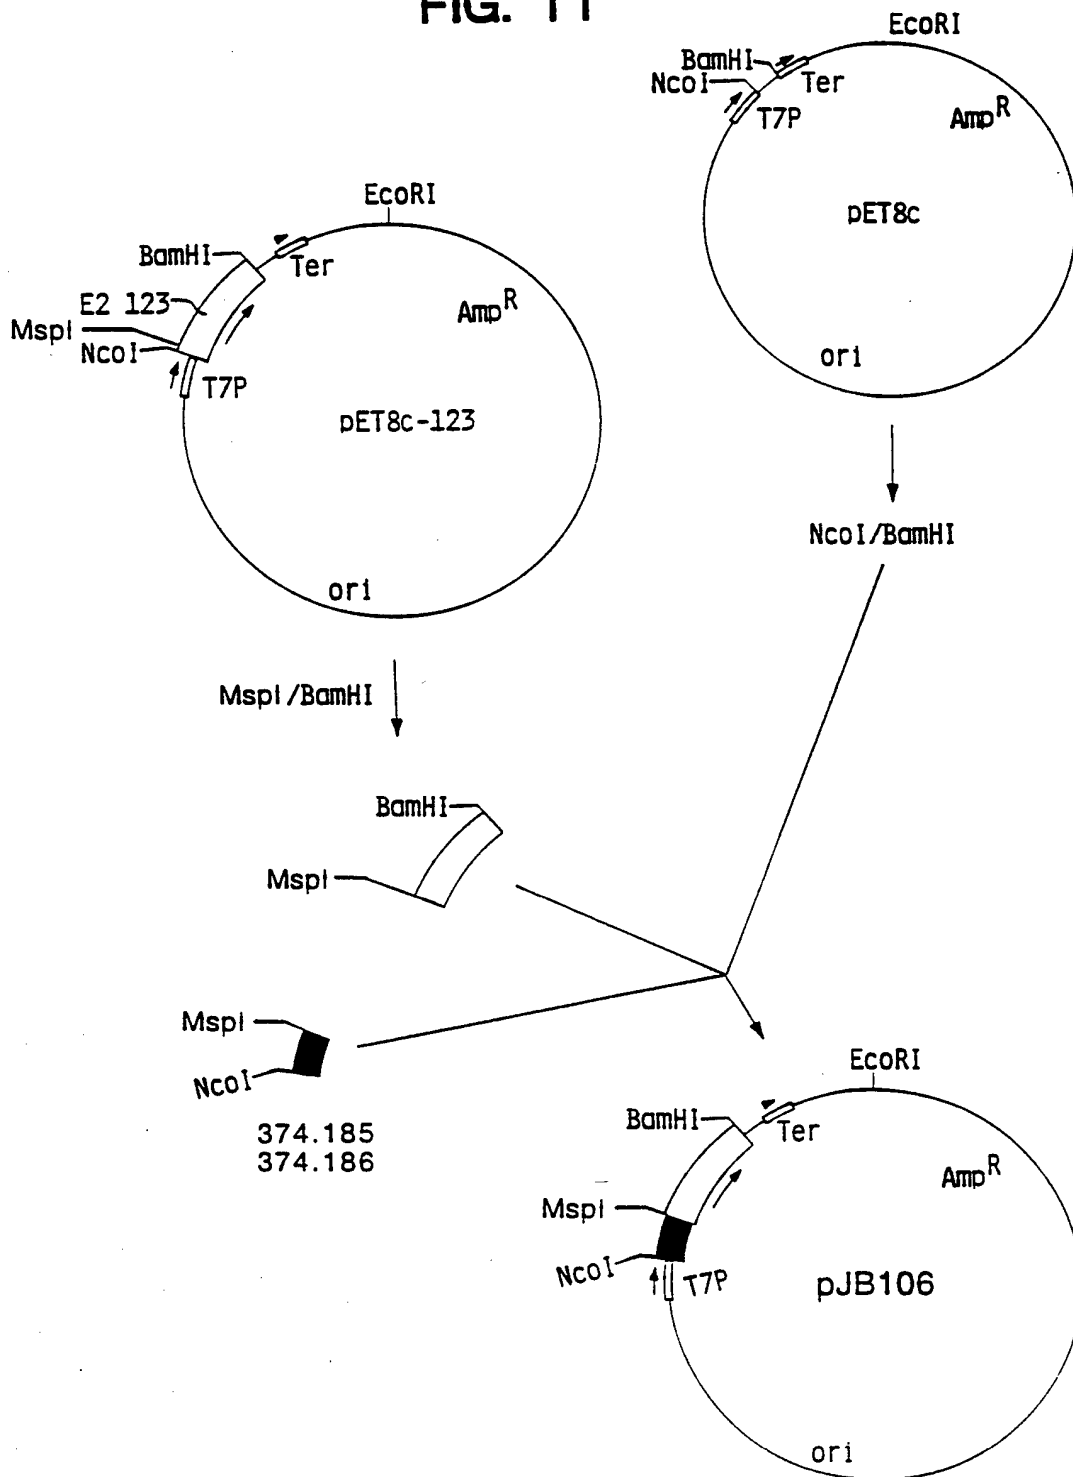 FIG. 11
EcoRI
BamHI
NcoI
Ter
T7P
AmpR
pET8c
ori
NcoI/BamHI
EcoRI
BamHI
Ter
E2 123
MspI
NcoI
T7P
AmpR
pET8c-123
ori
MspI/BamHI
BamHI
MspI
MspI
NcoI
374.185
374.186
EcoRI
BamHI
Ter
AmpR
MspI
NcoI
T7P
pJB106
ori